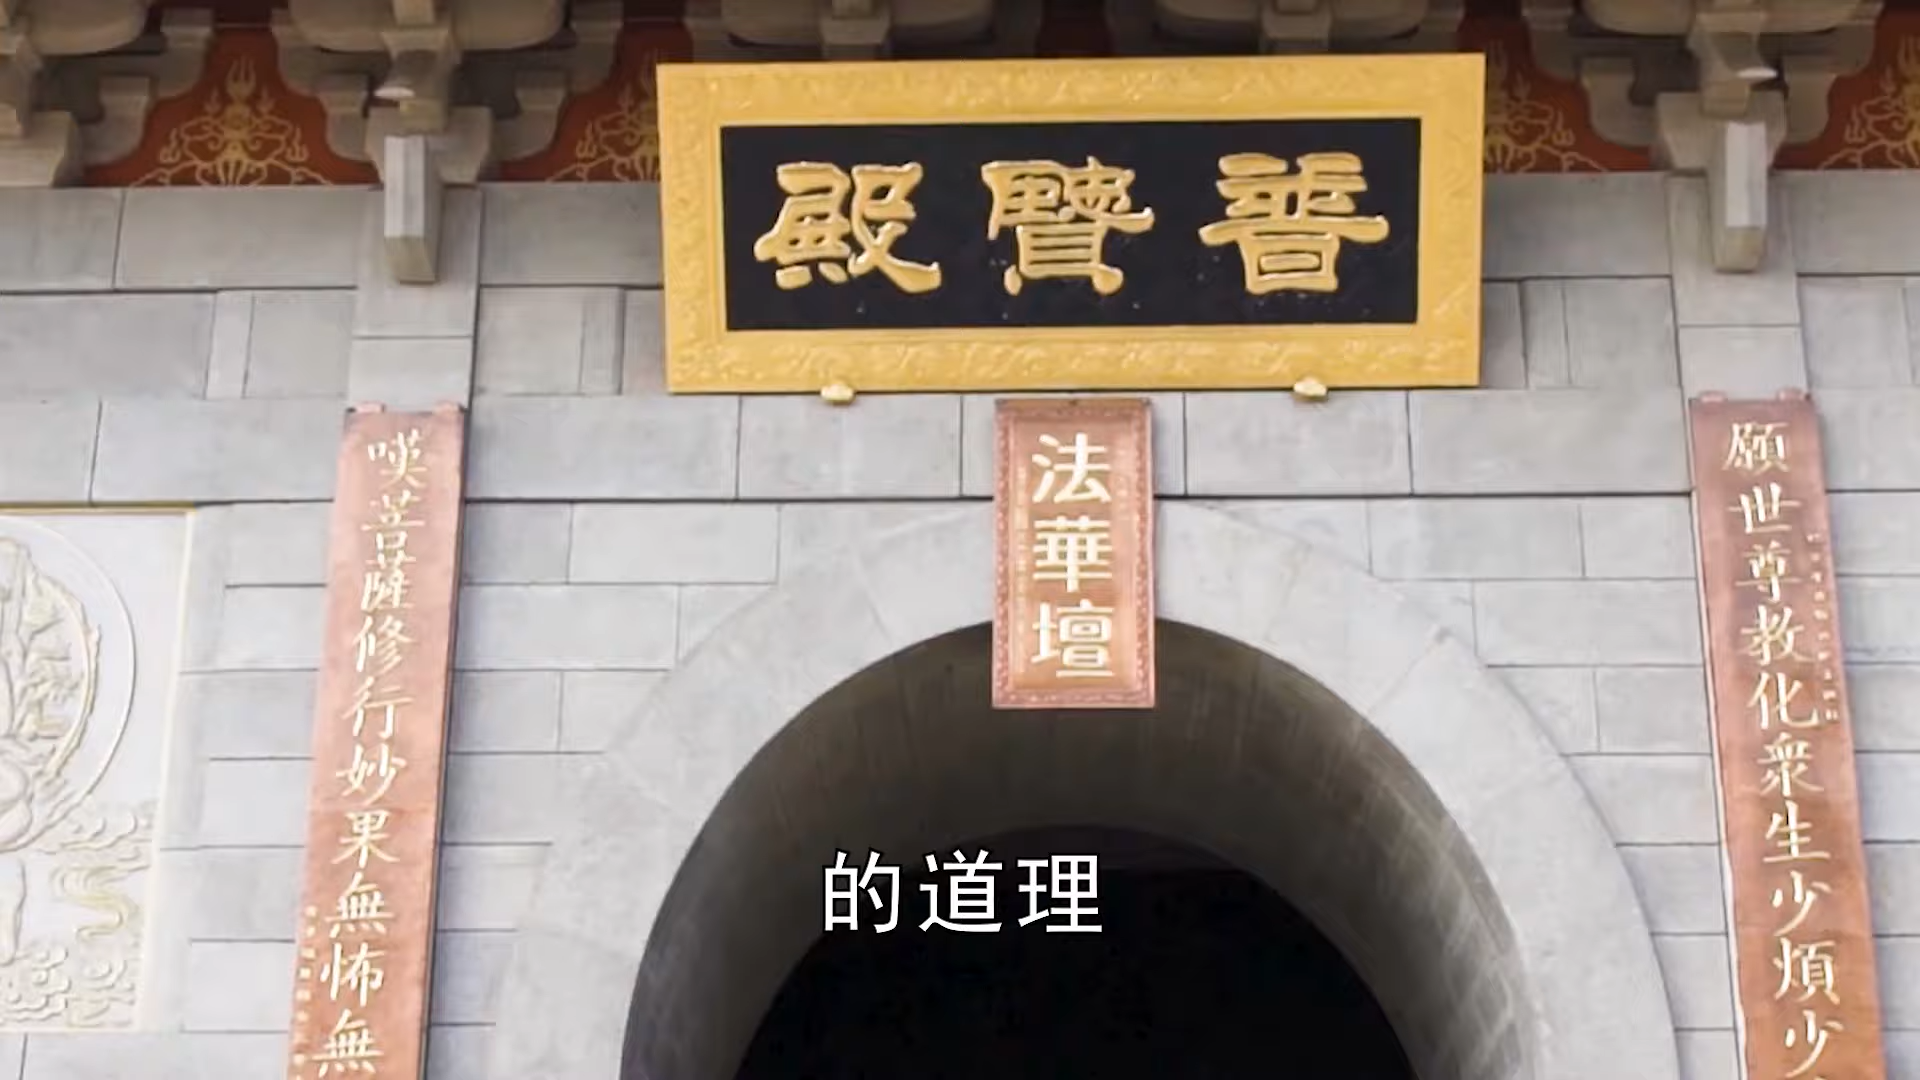 普賢殿
願世尊教化衆生少煩少
法華壇
嘆菩薩修行妙果無怖無
的道理